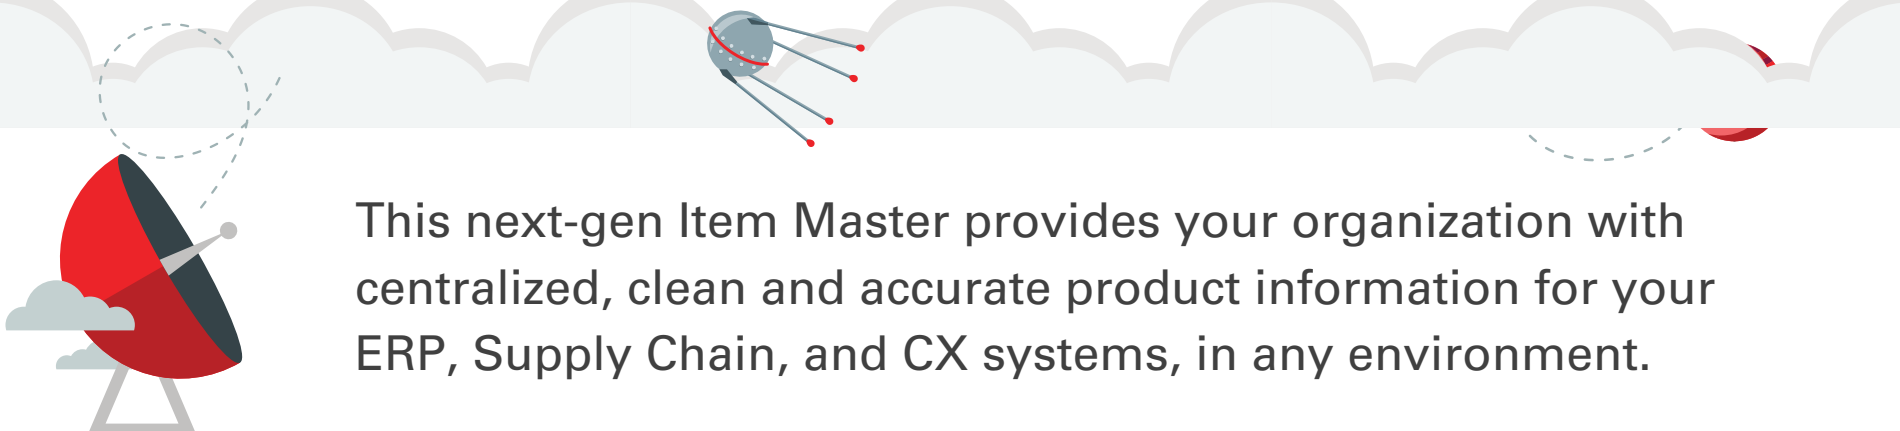 This next-gen Item Master provides your organization with
centralized, clean and accurate product information for your
ERP, Supply Chain, and CX systems, in any environment.